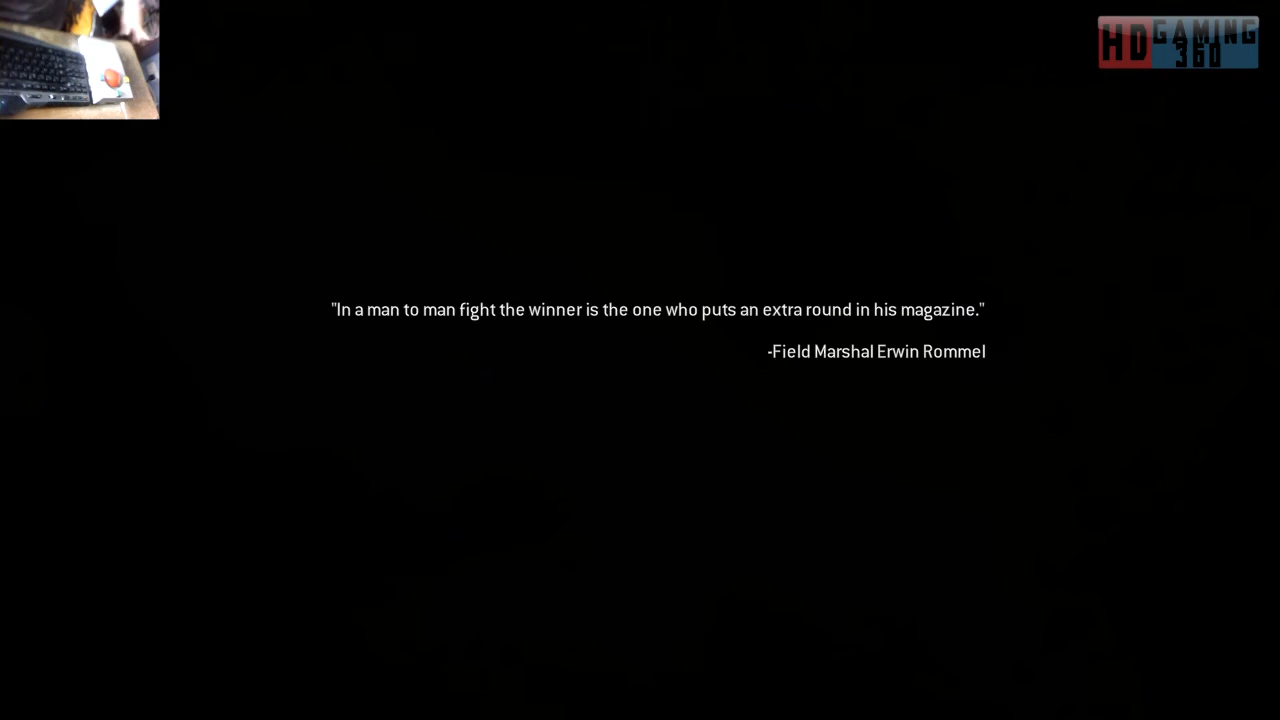 HD GAMING
360
"In a man to man fight the winner is the one who puts an extra round in his magazine."
-Field Marshal Erwin Rommel